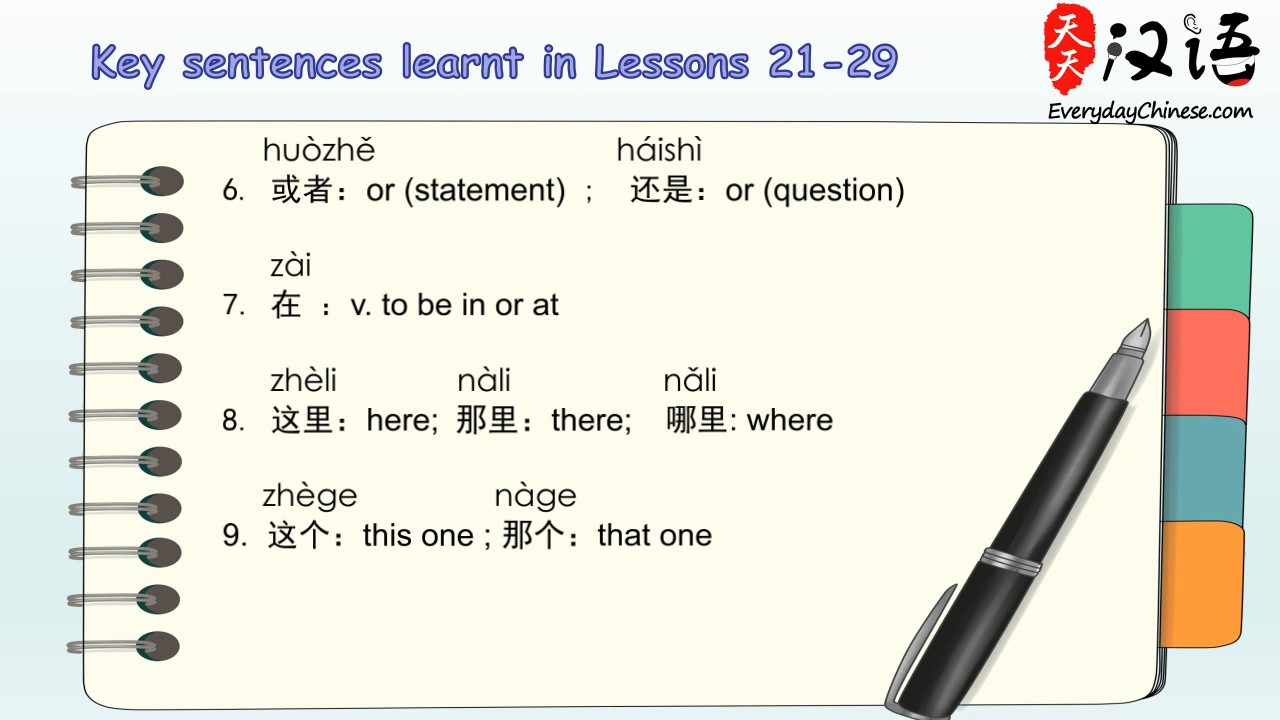 Key sentences learnt in Lessons 21-29
天天 汉语
EverydayChinese.com
huòzhě háishì
6. 或者：or (statement) ; 还是：or (question)
zài
7. 在 ：v. to be in or at
zhèli nàli nǎli
8. 这里：here; 那里：there; 哪里: where
zhège nàge
9. 这个：this one ; 那个：that one